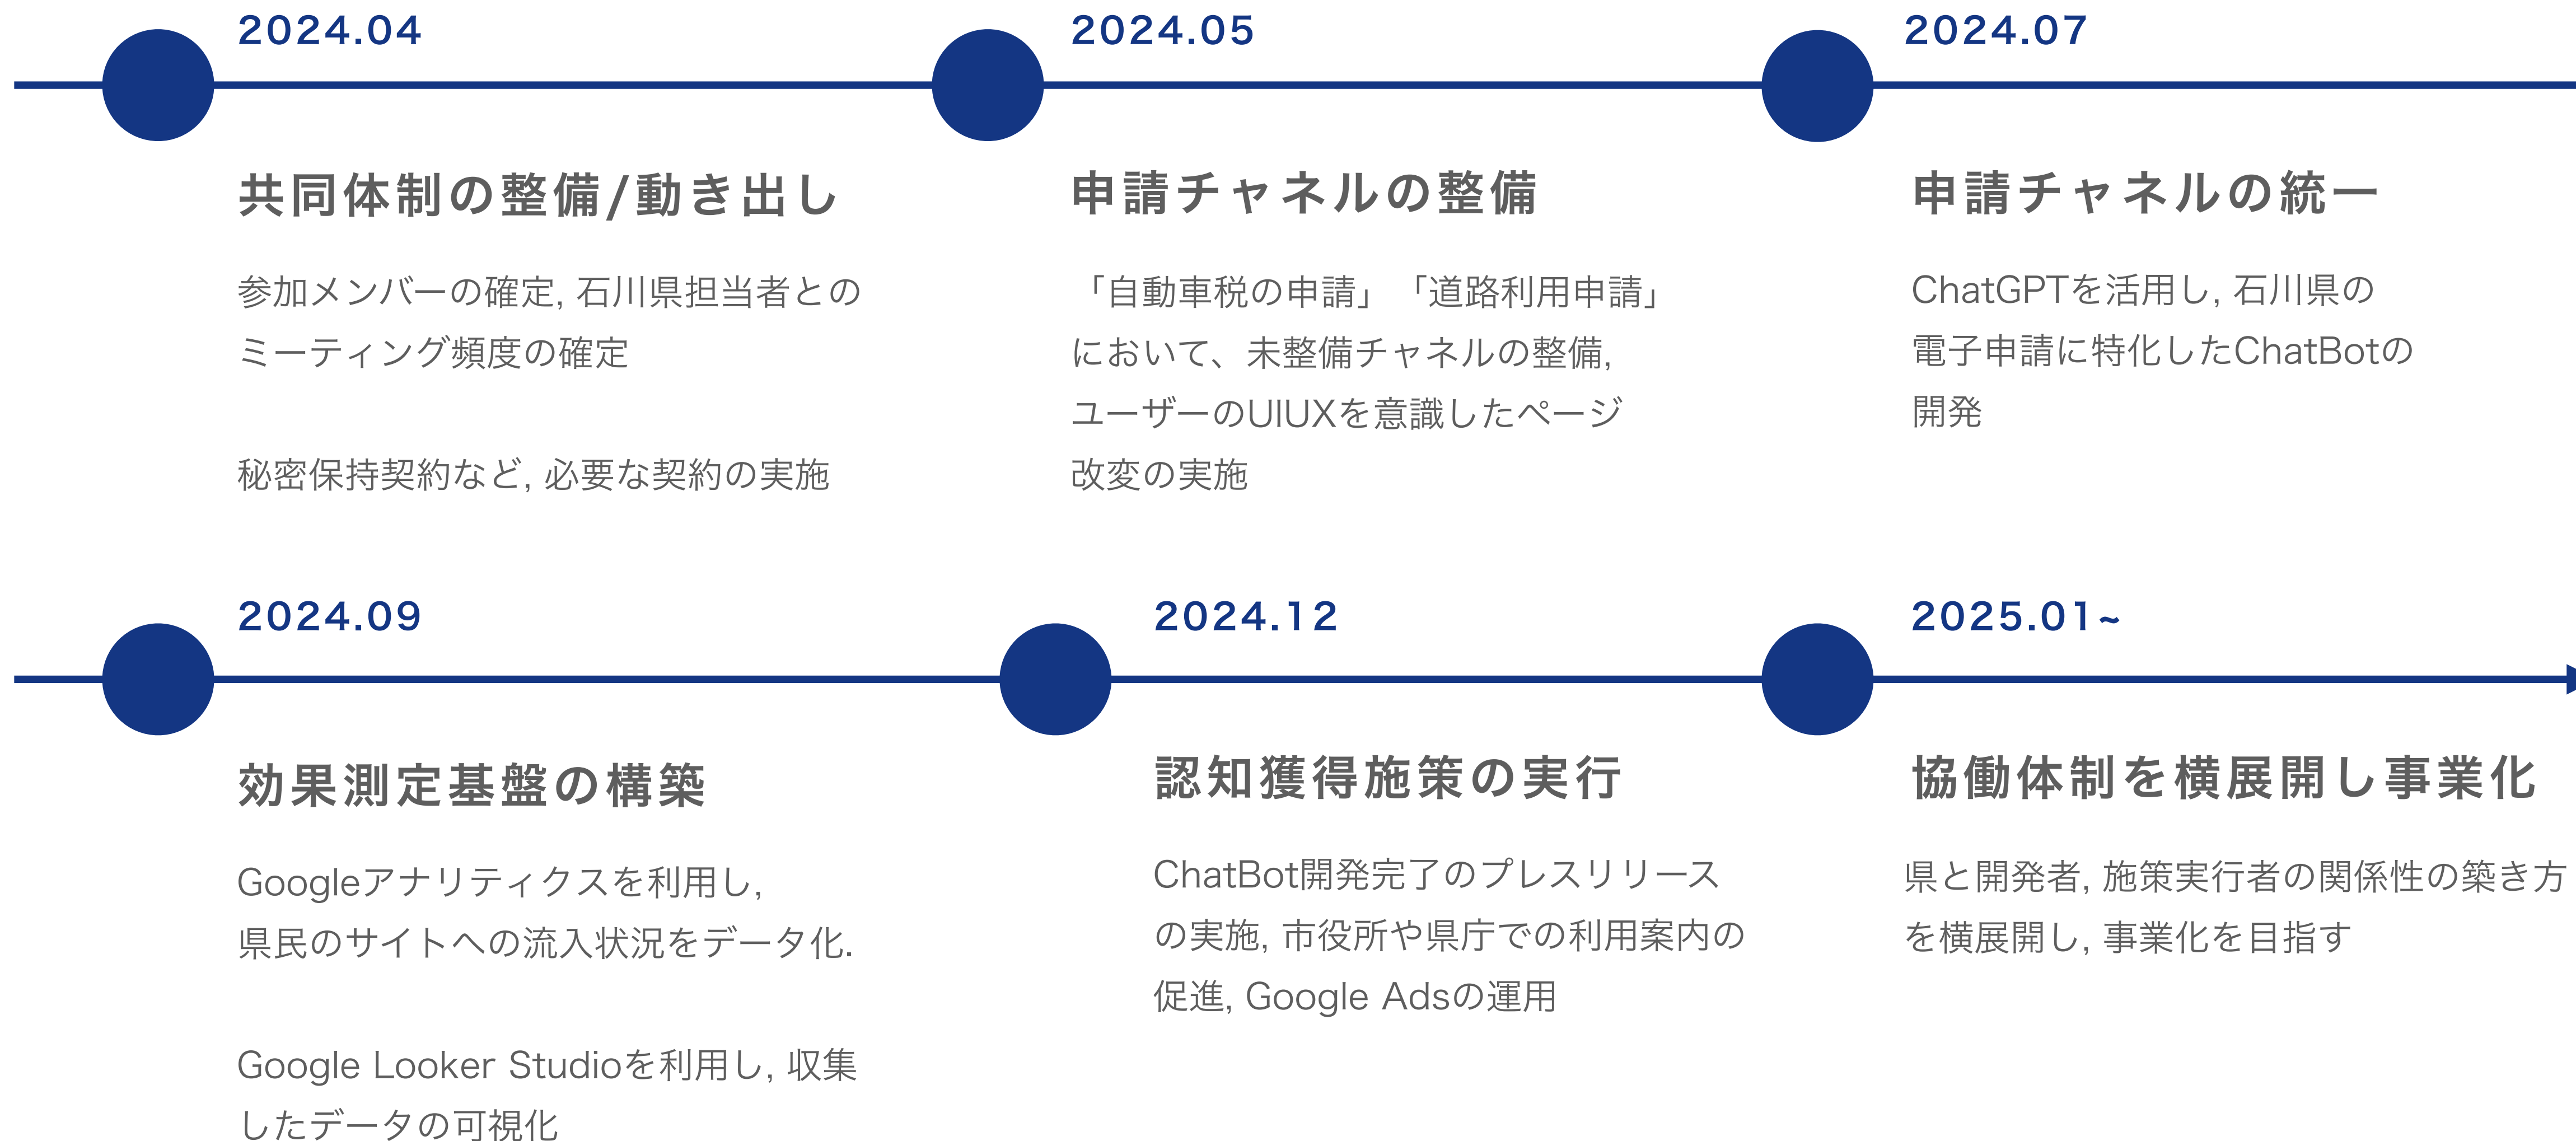 2024.04
共同体制の整備/動き出し
参加メンバーの確定, 石川県担当者との
ミーティング頻度の確定
秘密保持契約など, 必要な契約の実施
2024.05
申請チャネルの整備
「自動車税の申請」「道路利用申請」
において、未整備チャネルの整備,
ユーザーのUIUXを意識したページ
改変の実施
2024.07
申請チャネルの統一
ChatGPTを活用し, 石川県の
電子申請に特化したChatBotの
開発
2024.09
効果測定基盤の構築
Googleアナリティクスを利用し,
県民のサイトへの流入状況をデータ化.
Google Looker Studioを利用し, 収集
したデータの可視化
2024.12
認知獲得施策の実行
ChatBot開発完了のプレスリリース
の実施, 市役所や県庁での利用案内の
促進, Google Adsの運用
2025.01~
協働体制を横展開し事業化
県と開発者, 施策実行者の関係性の築き方
を横展開し, 事業化を目指す